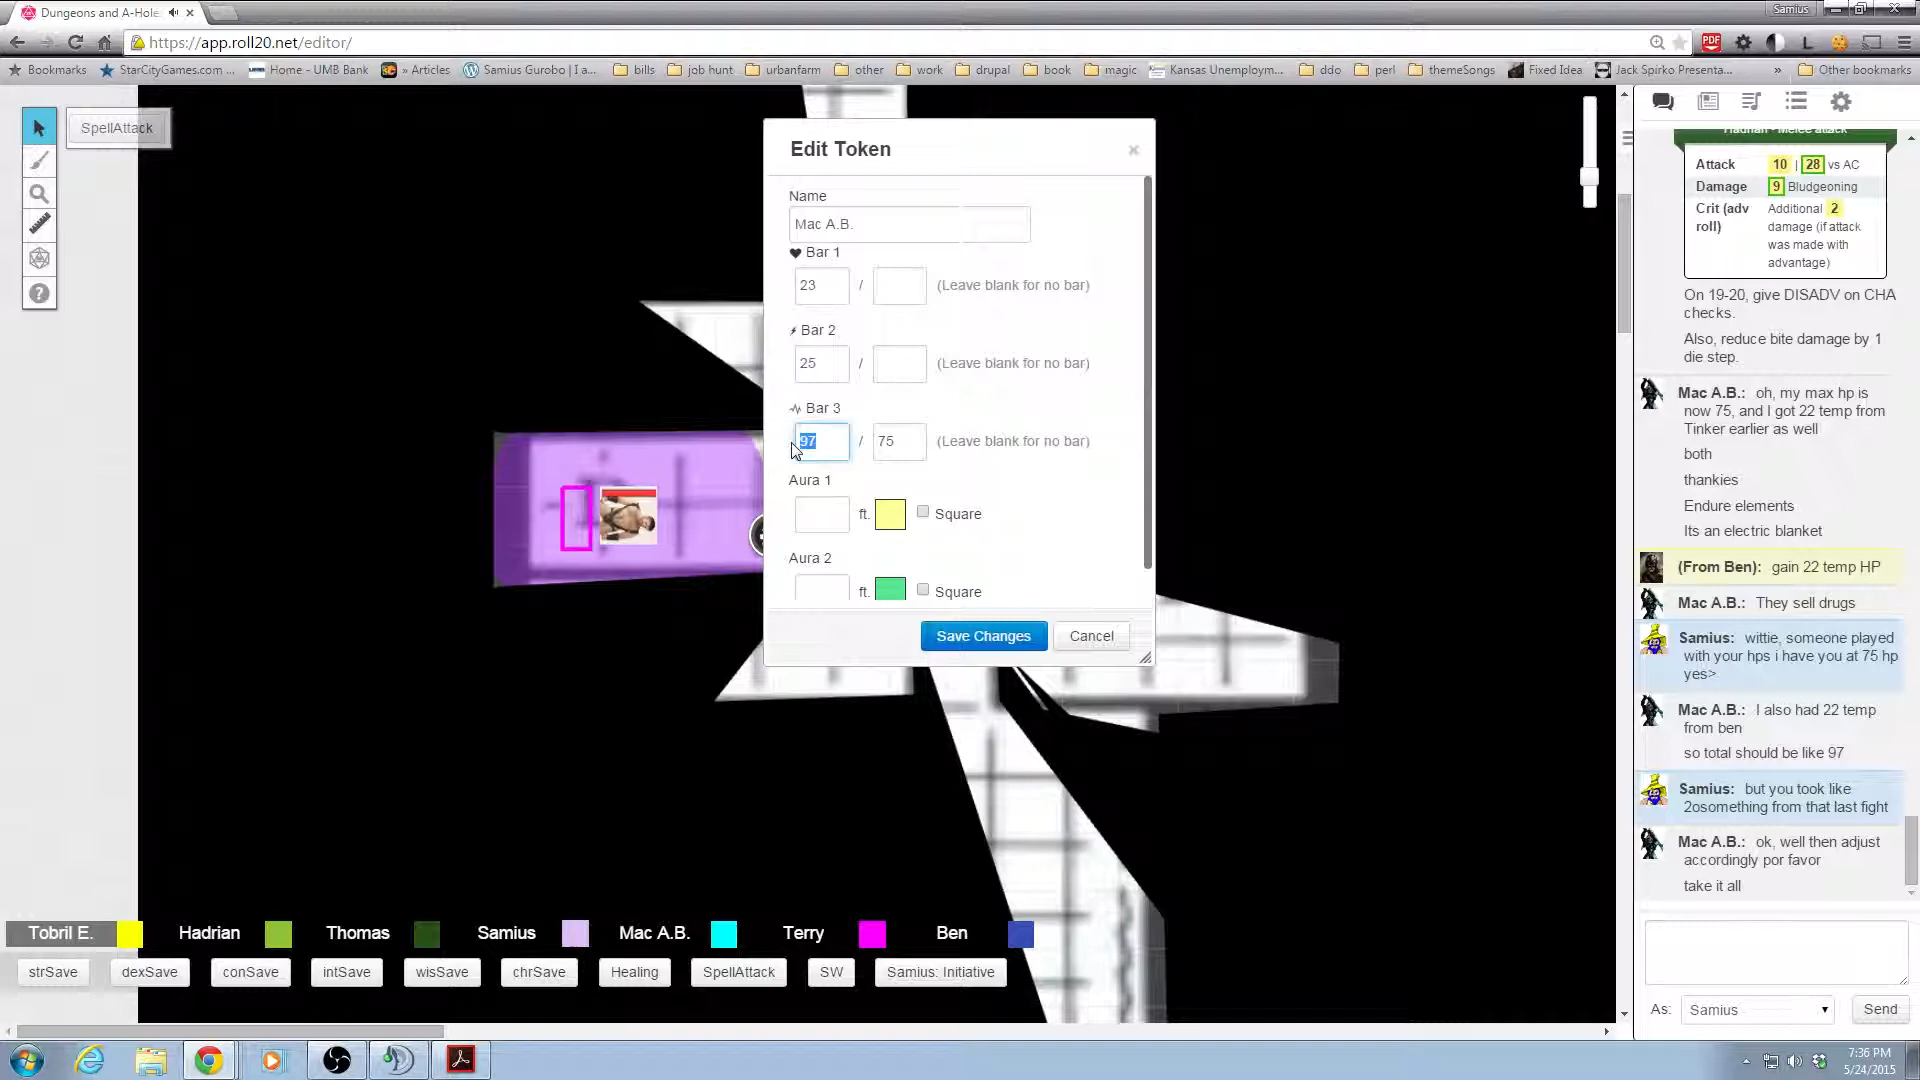 Dungeons and A-Hole
Samius
https://app.roll20.net/editor/
PDF
L
Bookmarks
StarCityGames.com ...
Home - UMB Bank
» Articles
Samius Gurobo | I a...
bills
job hunt
urbanfarm
other
work
drupal
book
magic
Kansas Unemploym...
ddo
perl
themeSongs
Fixed Idea
Jack Spirko Presenta...
»
Other bookmarks
SpellAttack
Edit Token
×
Name
Mac A.B.
Bar 1
23 / (Leave blank for no bar)
Bar 2
25 / (Leave blank for no bar)
Bar 3
97 / 75 (Leave blank for no bar)
Aura 1
ft. Square
Aura 2
ft. Square
Save Changes
Cancel
Hadrian - Melee attack
Attack 10 | 28 vs AC
Damage 9 Bludgeoning
Crit (adv Additional 2
roll) damage (if attack
was made with
advantage)
On 19-20, give DISADV on CHA
checks.
Also, reduce bite damage by 1
die step.
Mac A.B.: oh, my max hp is
now 75, and I got 22 temp from
Tinker earlier as well
both
thankies
Endure elements
Its an electric blanket
(From Ben): gain 22 temp HP
Mac A.B.: They sell drugs
Samius: wittie, someone played
with your hps i have you at 75 hp
yes>
Mac A.B.: I also had 22 temp
from ben
so total should be like 97
Samius: but you took like
2osomething from that last fight
Mac A.B.: ok, well then adjust
accordingly por favor
take it all
As: Samius
Send
Tobril E.
Hadrian
Thomas
Samius
Mac A.B.
Terry
Ben
strSave
dexSave
conSave
intSave
wisSave
chrSave
Healing
SpellAttack
SW
Samius: Initiative
7:36 PM
5/24/2015